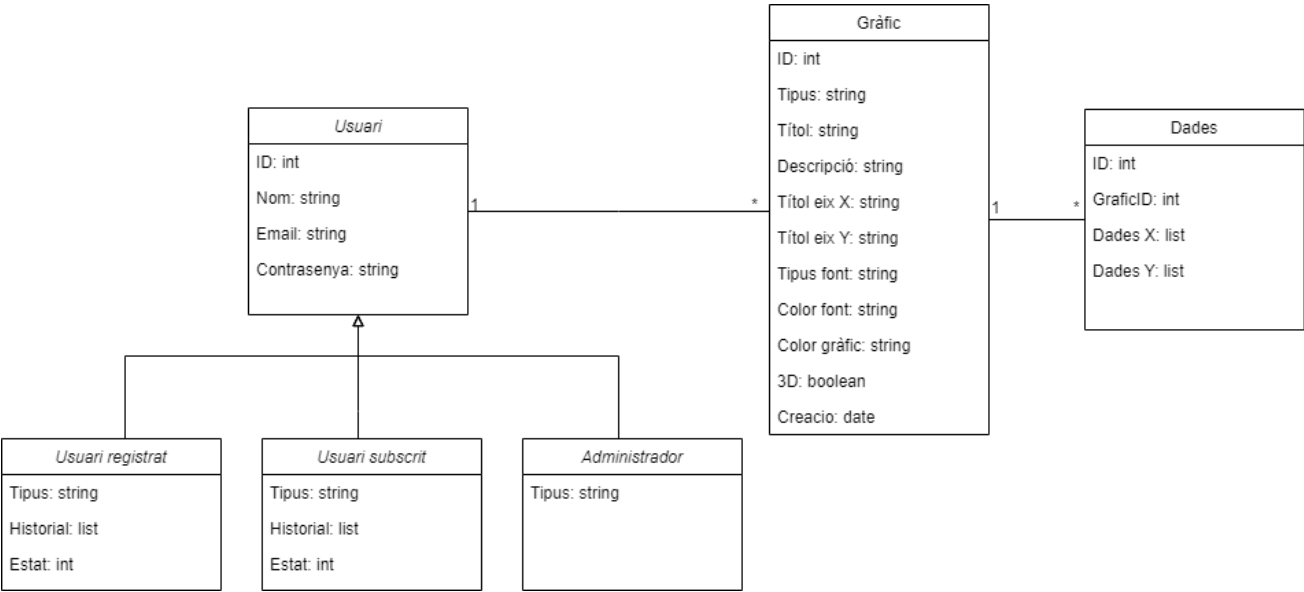 Usuari
ID: int
Nom: string
Email: string
Contrasenya: string
1
*
Gràfic
ID: int
Tipus: string
Títol: string
Descripció: string
Títol eix X: string
Títol eix Y: string
Tipus font: string
Color font: string
Color gràfic: string
3D: boolean
Creacio: date
1
*
Dades
ID: int
GraficID: int
Dades X: list
Dades Y: list
Usuari registrat
Tipus: string
Historial: list
Estat: int
Usuari subscrit
Tipus: string
Historial: list
Estat: int
Administrador
Tipus: string